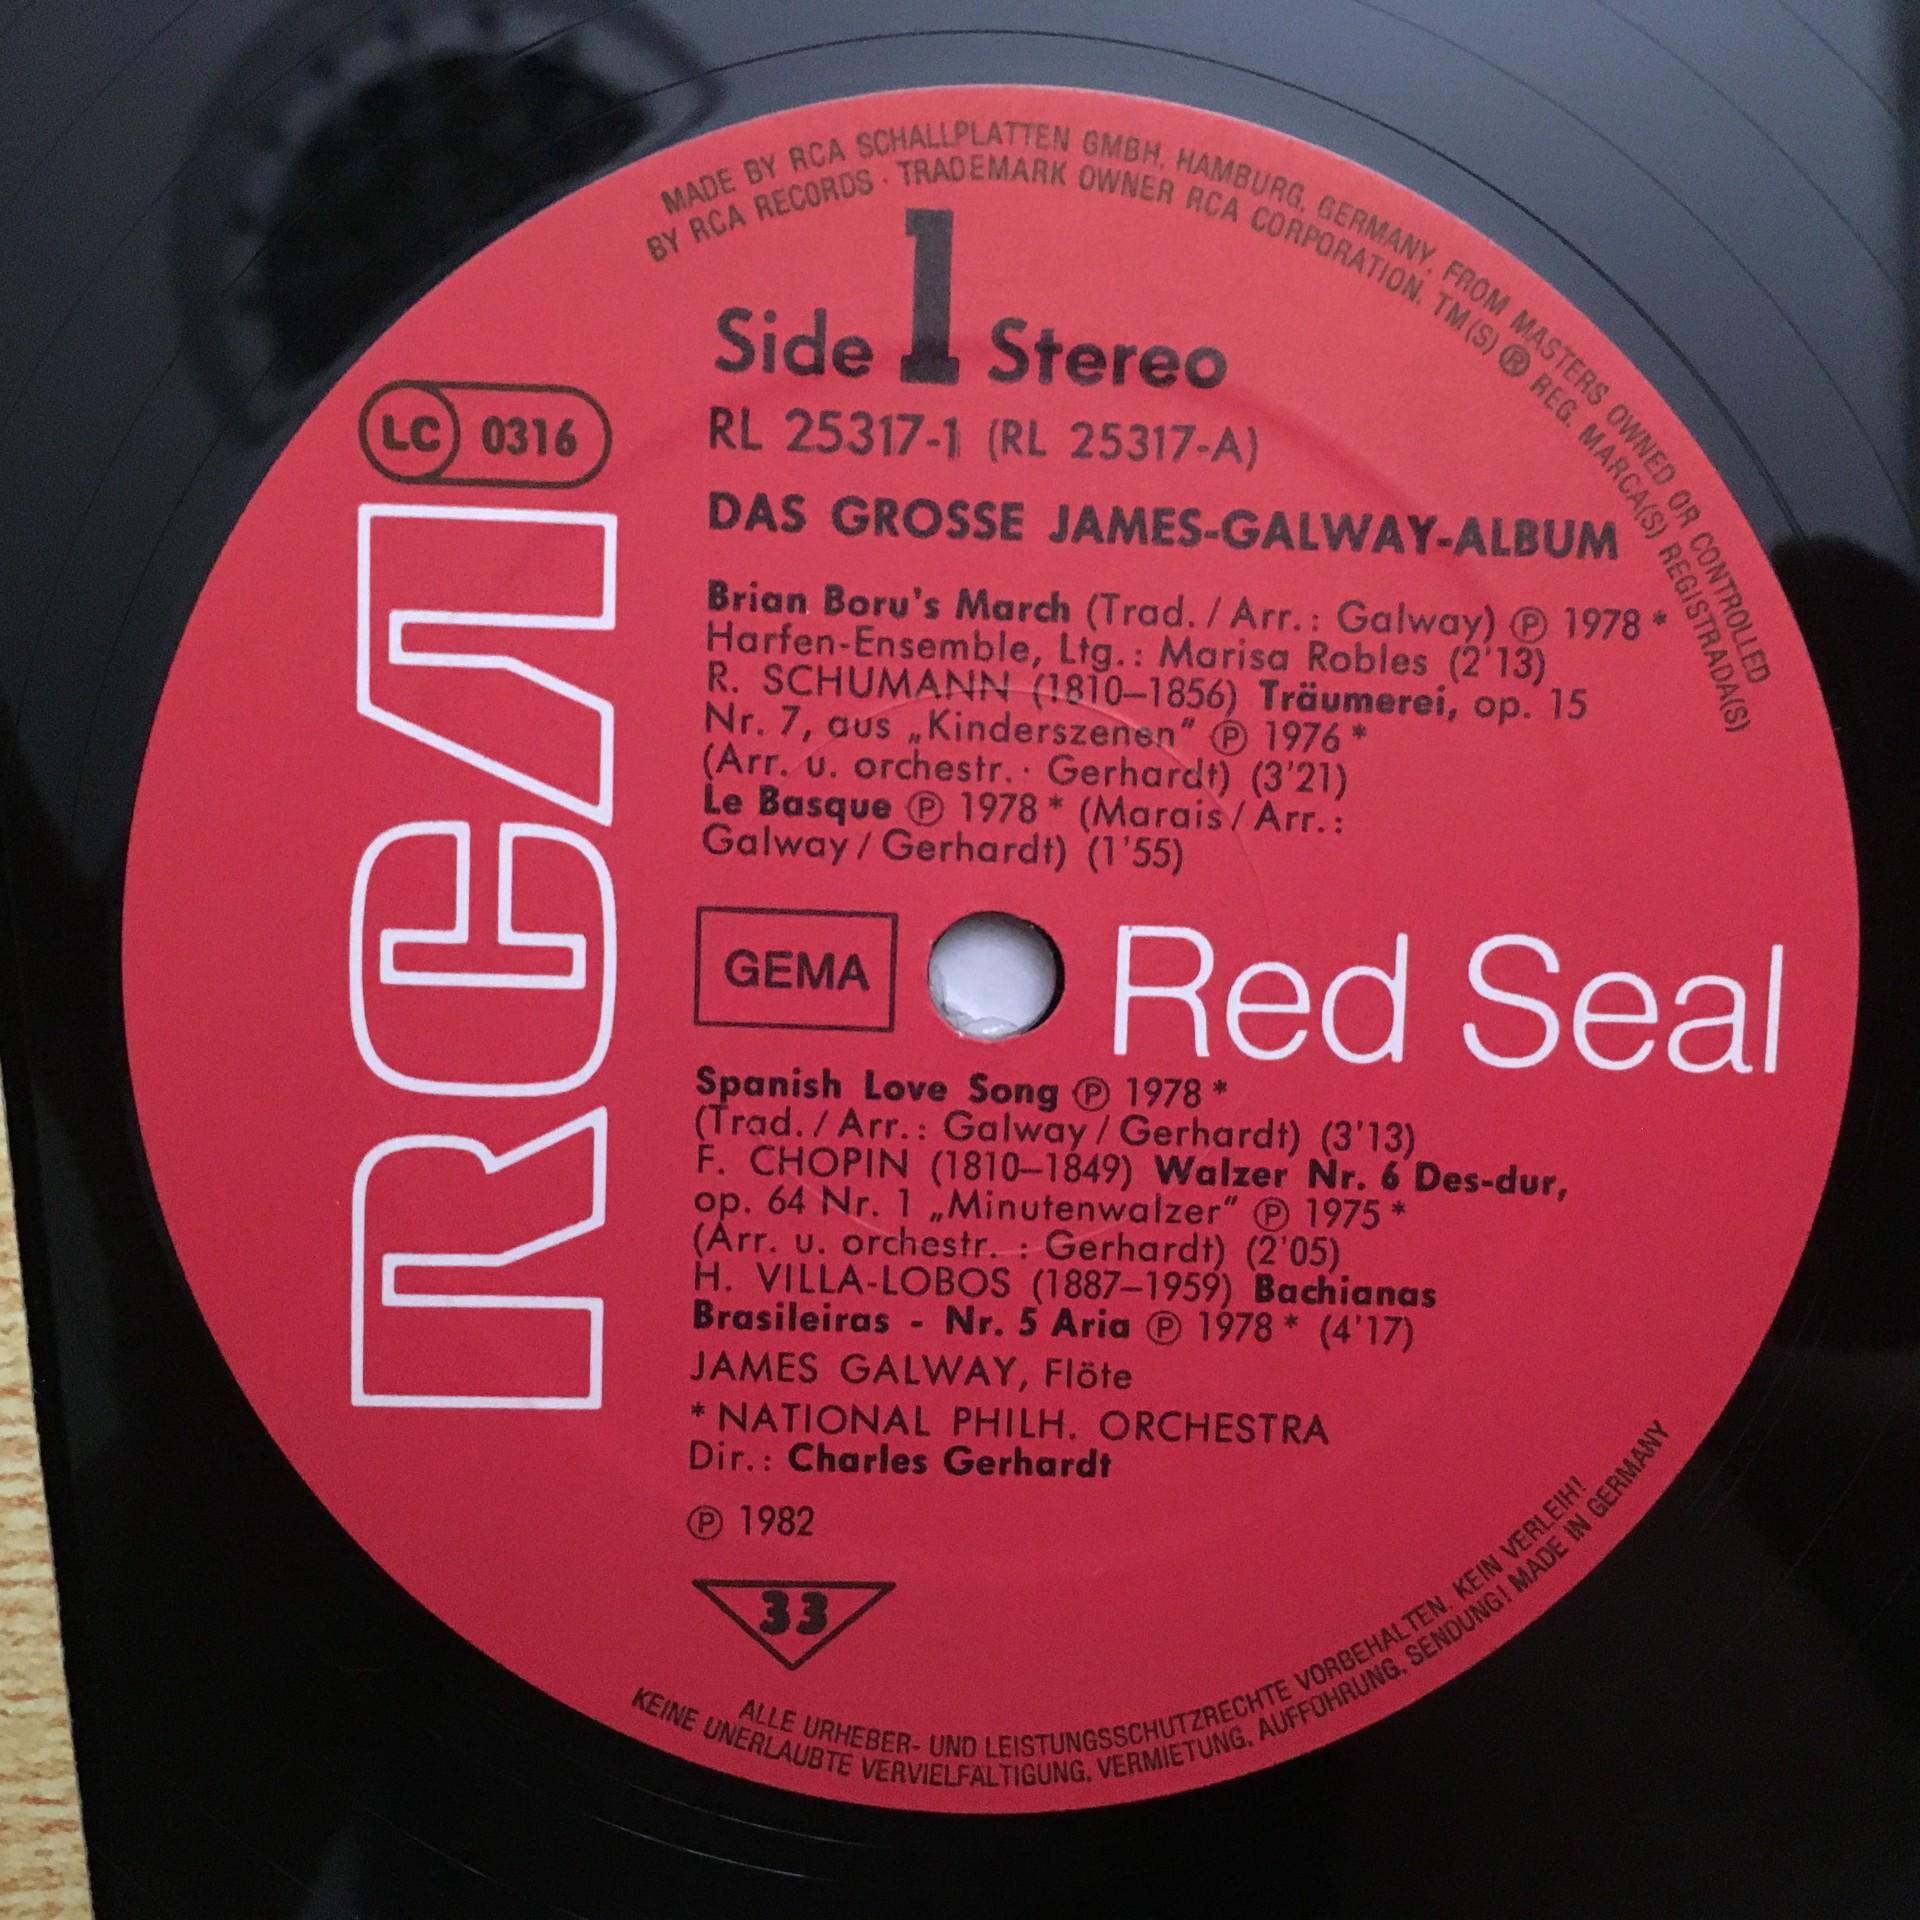 MADE BY RCA SCHALLPLATTEN GMBH, HAMBURG, GERMANY, FROM MASTERS OWNED OR CONTROLLED
BY RCA RECORDS · TRADEMARK OWNER RCA CORPORATION. TM(S) ® REG. MARCA(S) REGISTRADA(S)
Side 1 Stereo
LC 0316
RL 25317-1 (RL 25317-A)
DAS GROSSE JAMES-GALWAY-ALBUM
RCA
Brian Boru's March (Trad. / Arr.: Galway) ℗ 1978 *
Harfen-Ensemble, Ltg.: Marisa Robles (2'13)
R. SCHUMANN (1810–1856) Träumerei, op. 15
Nr. 7, aus „Kinderszenen" ℗ 1976 *
(Arr. u. orchestr.: Gerhardt) (3'21)
Le Basque ℗ 1978 * (Marais / Arr.:
Galway / Gerhardt) (1'55)
GEMA
Red Seal
Spanish Love Song ℗ 1978 *
(Trad. / Arr.: Galway / Gerhardt) (3'13)
F. CHOPIN (1810–1849) Walzer Nr. 6 Des-dur,
op. 64 Nr. 1 „Minutenwalzer" ℗ 1975 *
(Arr. u. orchestr. : Gerhardt) (2'05)
H. VILLA-LOBOS (1887–1959) Bachianas
Brasileiras - Nr. 5 Aria ℗ 1978 * (4'17)
JAMES GALWAY, Flöte
* NATIONAL PHILH. ORCHESTRA
Dir.: Charles Gerhardt
℗ 1982
33
ALLE URHEBER- UND LEISTUNGSSCHUTZRECHTE VORBEHALTEN. KEIN VERLEIH!
KEINE UNERLAUBTE VERVIELFÄLTIGUNG, VERMIETUNG, AUFFÜHRUNG, SENDUNG! MADE IN GERMANY